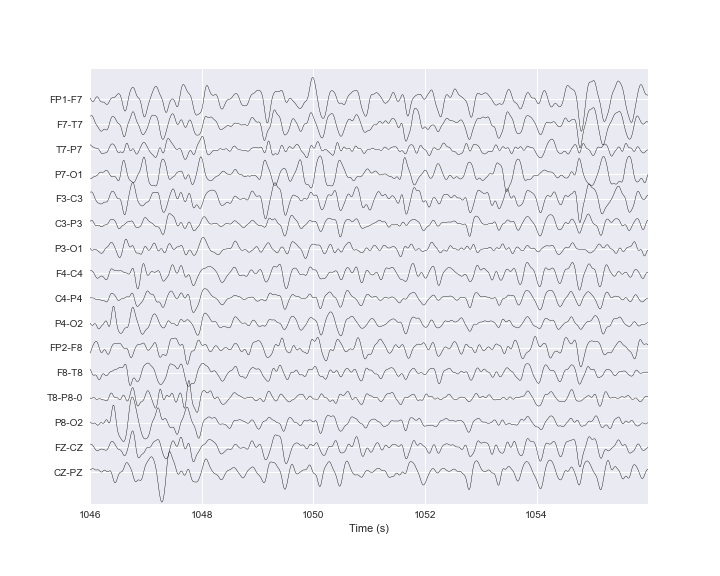 FP1-F7
F7-T7
T7-P7
P7-O1
F3-C3
C3-P3
P3-O1
F4-C4
C4-P4
P4-O2
FP2-F8
F8-T8
T8-P8-0
P8-O2
FZ-CZ
CZ-PZ
1046 1048 1050 1052 1054
Time (s)